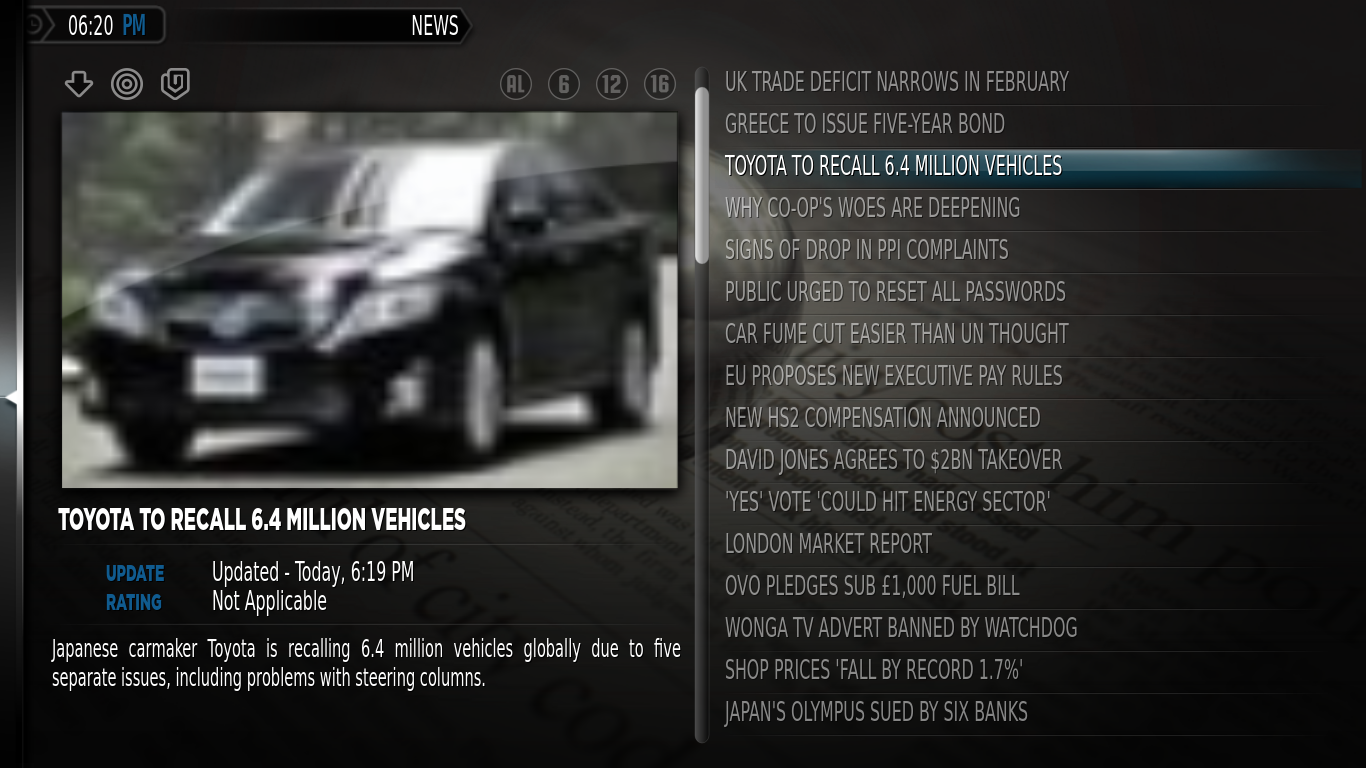 06:20 PM
NEWS
AL 6 12 16
TOYOTA TO RECALL 6.4 MILLION VEHICLES
UPDATE Updated - Today, 6:19 PM
RATING Not Applicable
Japanese carmaker Toyota is recalling 6.4 million vehicles globally due to five
separate issues, including problems with steering columns.
UK TRADE DEFICIT NARROWS IN FEBRUARY
GREECE TO ISSUE FIVE-YEAR BOND
TOYOTA TO RECALL 6.4 MILLION VEHICLES
WHY CO-OP'S WOES ARE DEEPENING
SIGNS OF DROP IN PPI COMPLAINTS
PUBLIC URGED TO RESET ALL PASSWORDS
CAR FUME CUT EASIER THAN UN THOUGHT
EU PROPOSES NEW EXECUTIVE PAY RULES
NEW HS2 COMPENSATION ANNOUNCED
DAVID JONES AGREES TO $2BN TAKEOVER
'YES' VOTE 'COULD HIT ENERGY SECTOR'
LONDON MARKET REPORT
OVO PLEDGES SUB £1,000 FUEL BILL
WONGA TV ADVERT BANNED BY WATCHDOG
SHOP PRICES 'FALL BY RECORD 1.7%'
JAPAN'S OLYMPUS SUED BY SIX BANKS